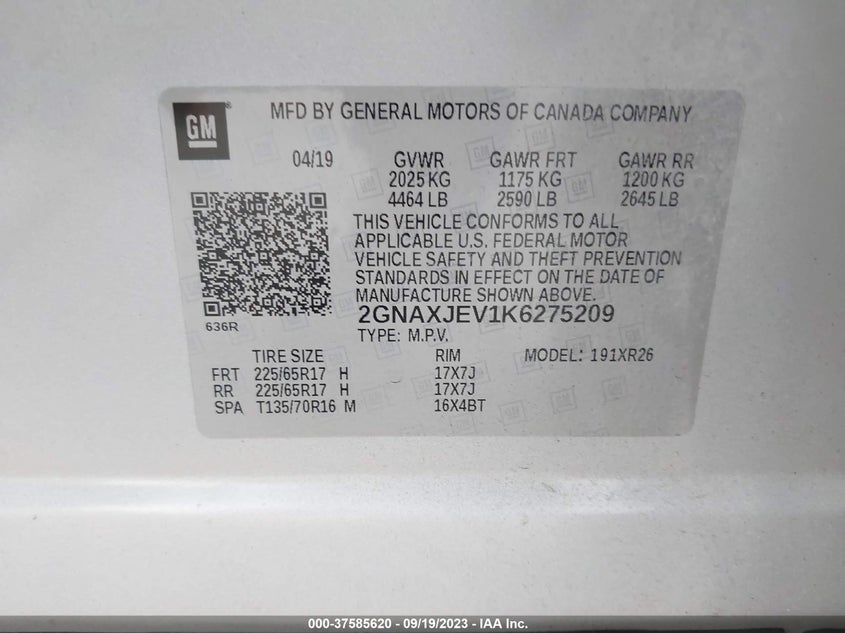 GM®
MFD BY GENERAL MOTORS OF CANADA COMPANY
04/19 GVWR GAWR FRT GAWR RR
2025 KG 1175 KG 1200 KG
4464 LB 2590 LB 2645 LB
THIS VEHICLE CONFORMS TO ALL
APPLICABLE U.S. FEDERAL MOTOR
VEHICLE SAFETY AND THEFT PREVENTION
STANDARDS IN EFFECT ON THE DATE OF
MANUFACTURE SHOWN ABOVE.
2GNAXJEV1K6275209
636R
TYPE: M.P.V.
TIRE SIZE RIM MODEL: 191XR26
FRT 225/65R17 H 17X7J
RR 225/65R17 H 17X7J
SPA T135/70R16 M 16X4BT
000-37585620 - 09/19/2023 - IAA Inc.